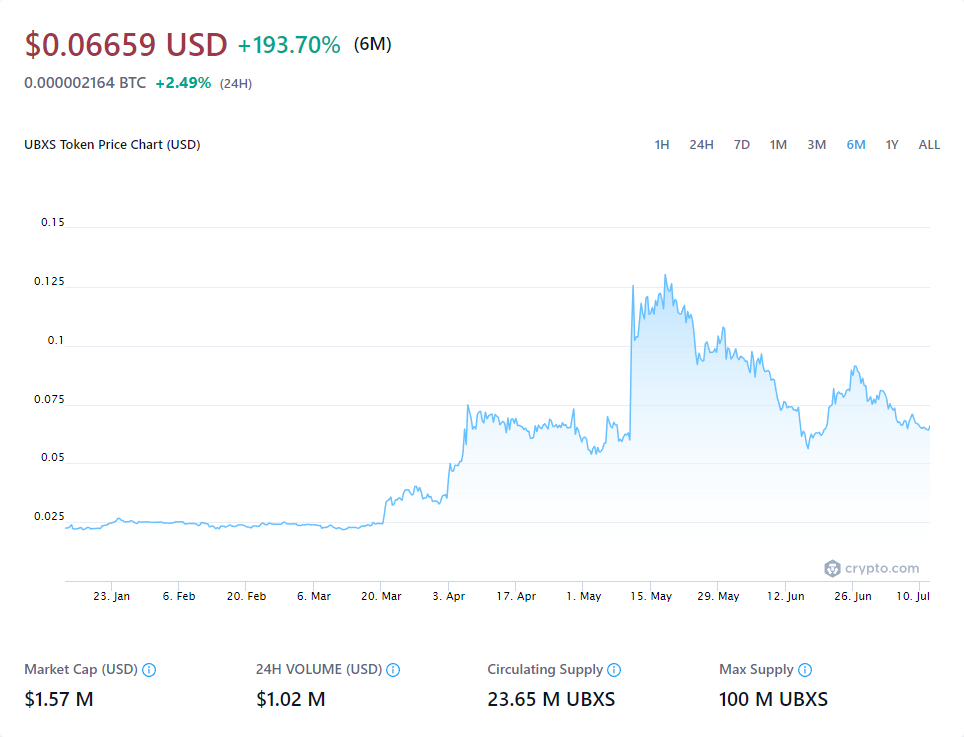 $0.06659 USD +193.70% (6M)
0.000002164 BTC +2.49% (24H)
UBXS Token Price Chart (USD) 1H 24H 7D 1M 3M 6M 1Y ALL
0.15
0.125
0.1
0.075
0.05
0.025
crypto.com
23. Jan 6. Feb 20. Feb 6. Mar 20. Mar 3. Apr 17. Apr 1. May 15. May 29. May 12. Jun 26. Jun 10. Jul
Market Cap (USD) 24H VOLUME (USD) Circulating Supply Max Supply
$1.57 M $1.02 M 23.65 M UBXS 100 M UBXS